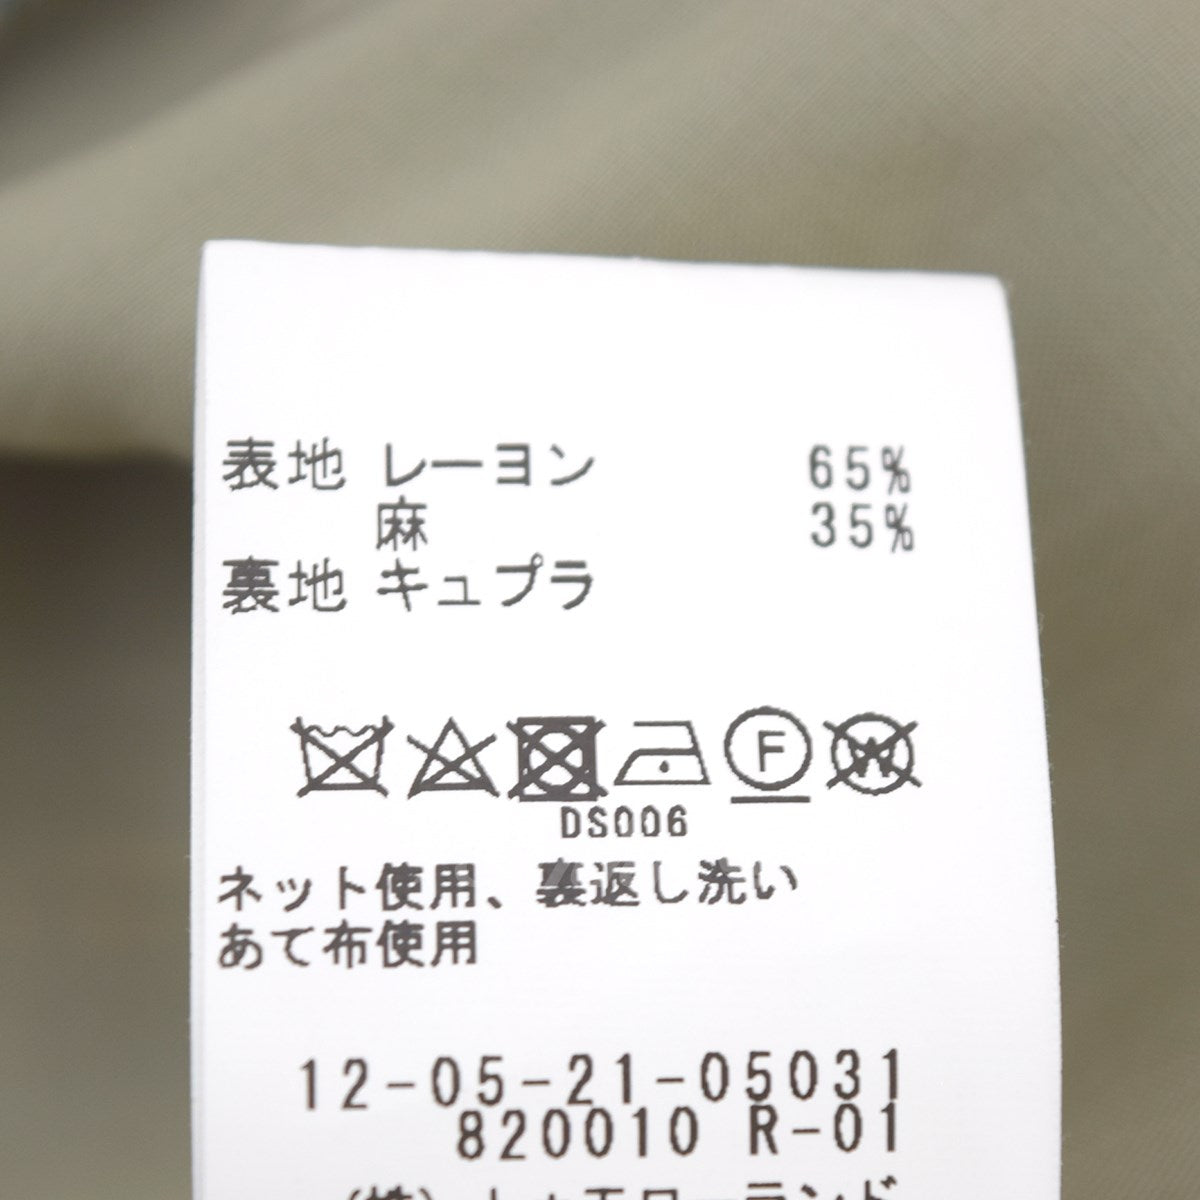 表地 レーヨン 65%
麻 35%
裏地 キュプラ
F W
DS006
ネット使用、裏返し洗い
あて布使用
12-05-21-05031
820010 R-01